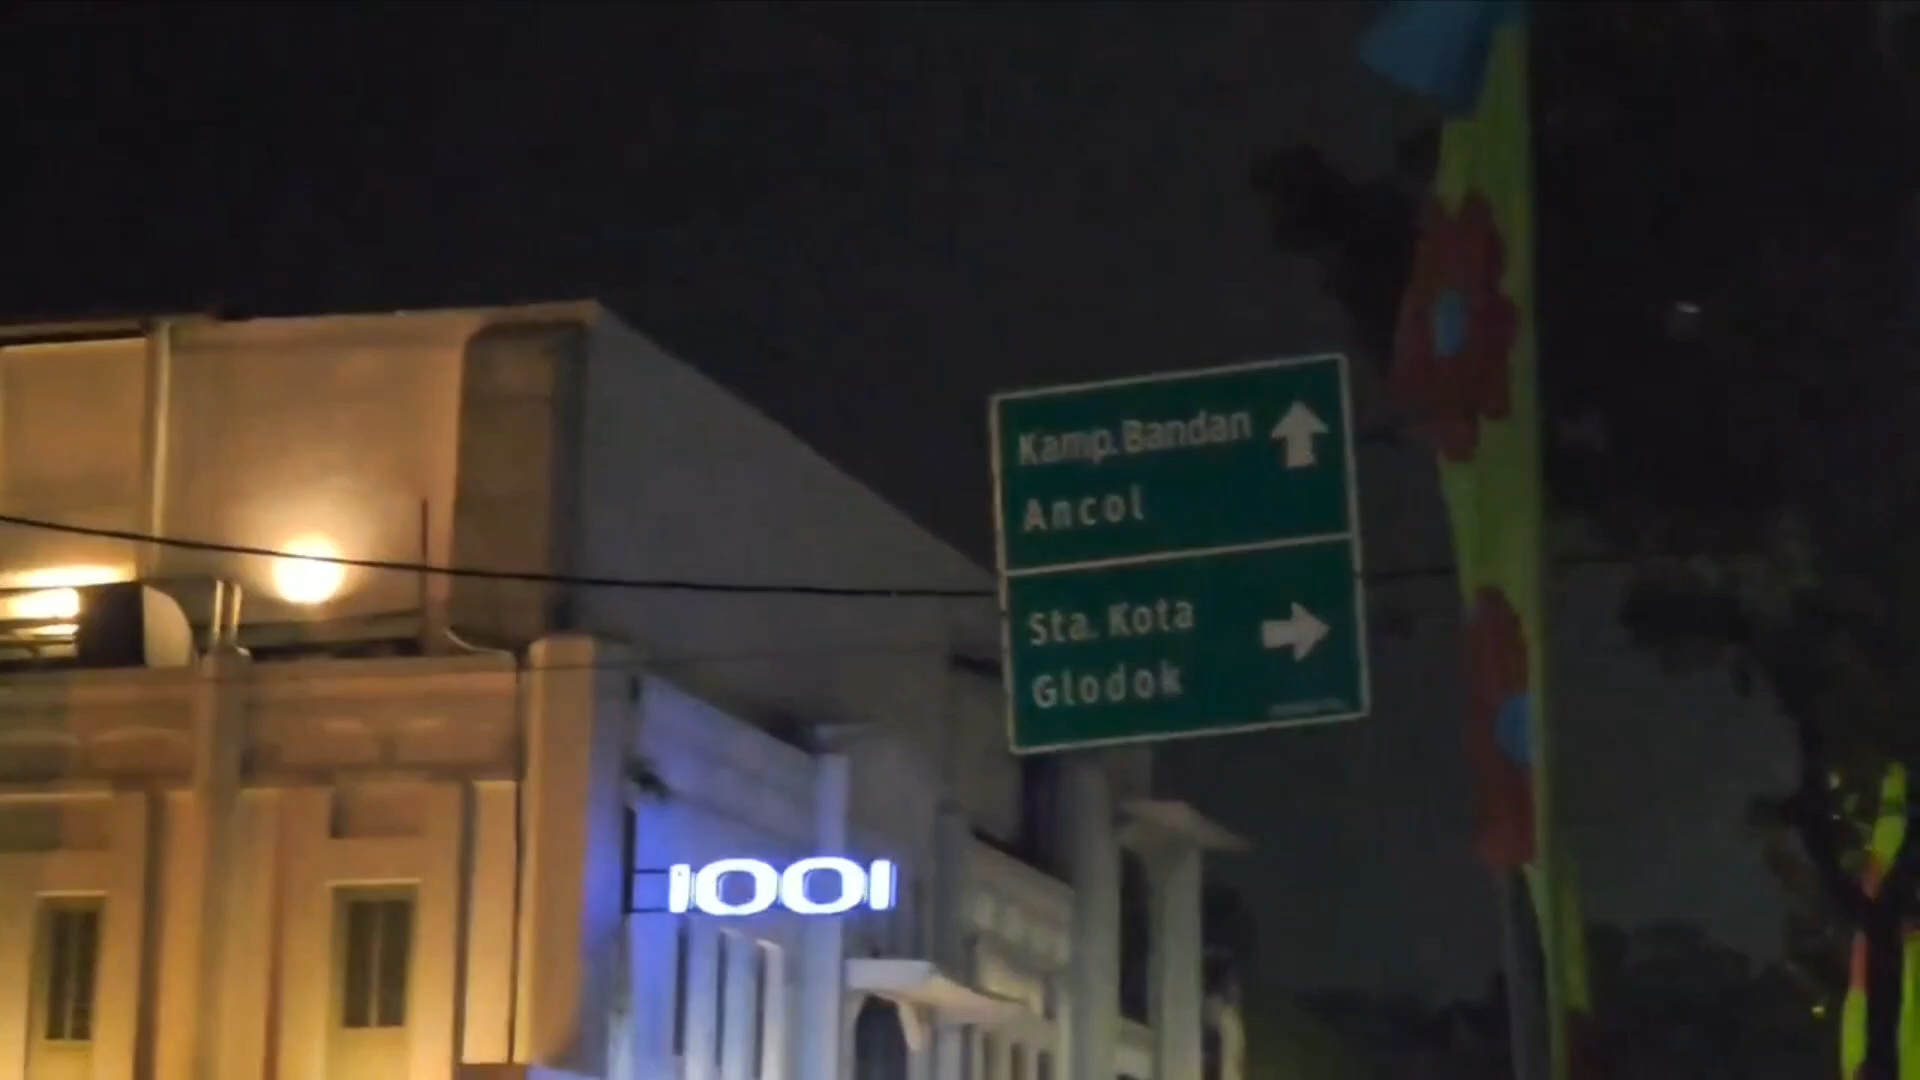 Kamp. Bandan
Ancol
Sta. Kota
Glodok
1001